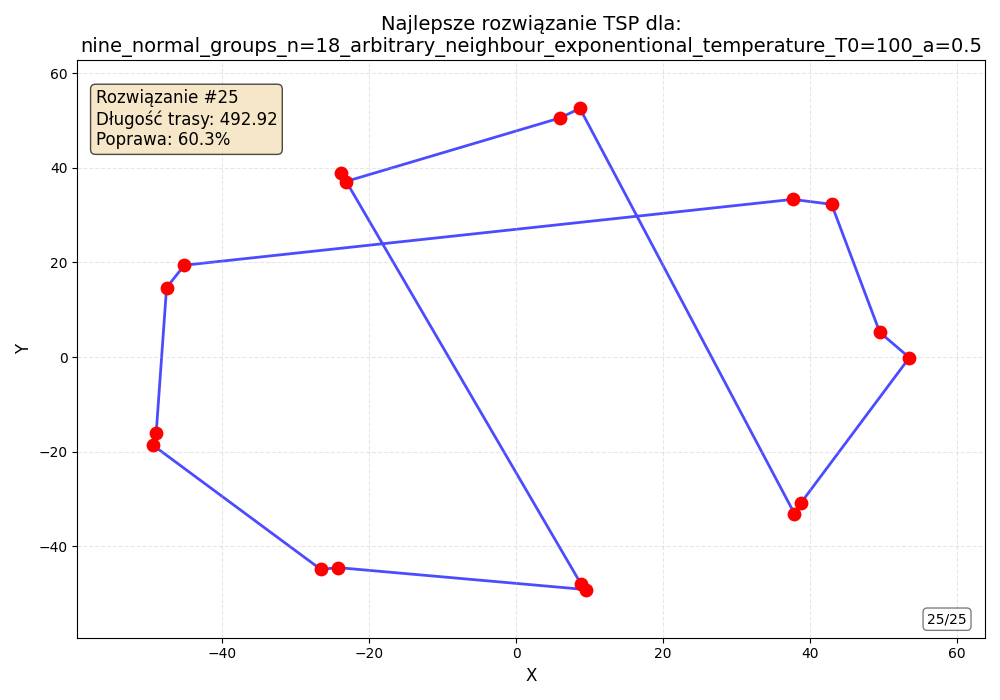 Najlepsze rozwiązanie TSP dla:
nine_normal_groups_n=18_arbitrary_neighbour_exponentional_temperature_T0=100_a=0.5
Rozwiązanie #25
Długość trasy: 492.92
Poprawa: 60.3%
60
40
20
0
−20
−40
Y
25/25
−40
−20
0
20
40
60
X